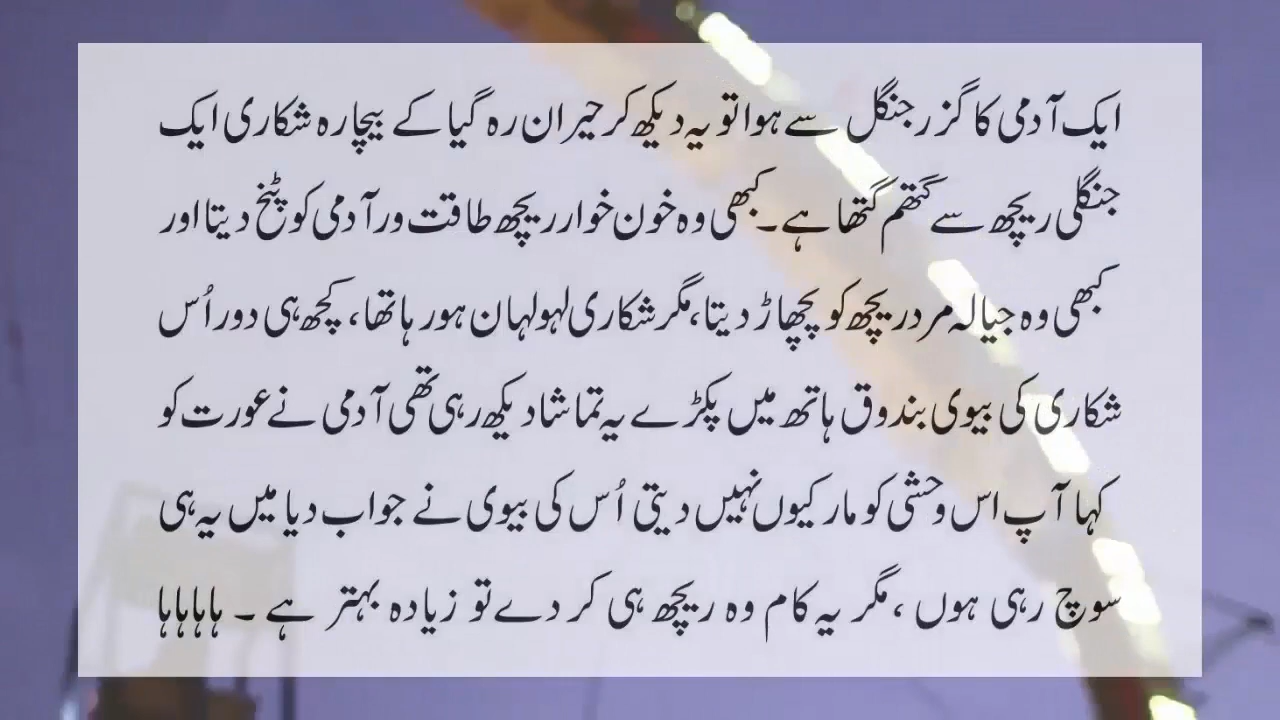 ایک آدمی کا گزر جنگل سے ہوا تو یہ دیکھ کر حیران رہ گیا کے بیچارہ شکاری ایک
جنگلی ریچھ سے گتھم گتھا ہے۔ کبھی وہ خون خوار ریچھ طاقت ور آدمی کو پٹخ دیتا اور
کبھی وہ جیالہ مرد ریچھ کو پچھاڑ دیتا، مگر شکاری لہولہان ہو رہا تھا، کچھ ہی دور اُس
شکاری کی بیوی بندوق ہاتھ میں پکڑے یہ تماشا دیکھ رہی تھی آدمی نے عورت کو
کہا آپ اس وحشی کو مار کیوں نہیں دیتی اُس کی بیوی نے جواب دیا میں یہ ہی
سوچ رہی ہوں، مگر یہ کام وہ ریچھ ہی کر دے تو زیادہ بہتر ہے۔ ہاہاہاہا